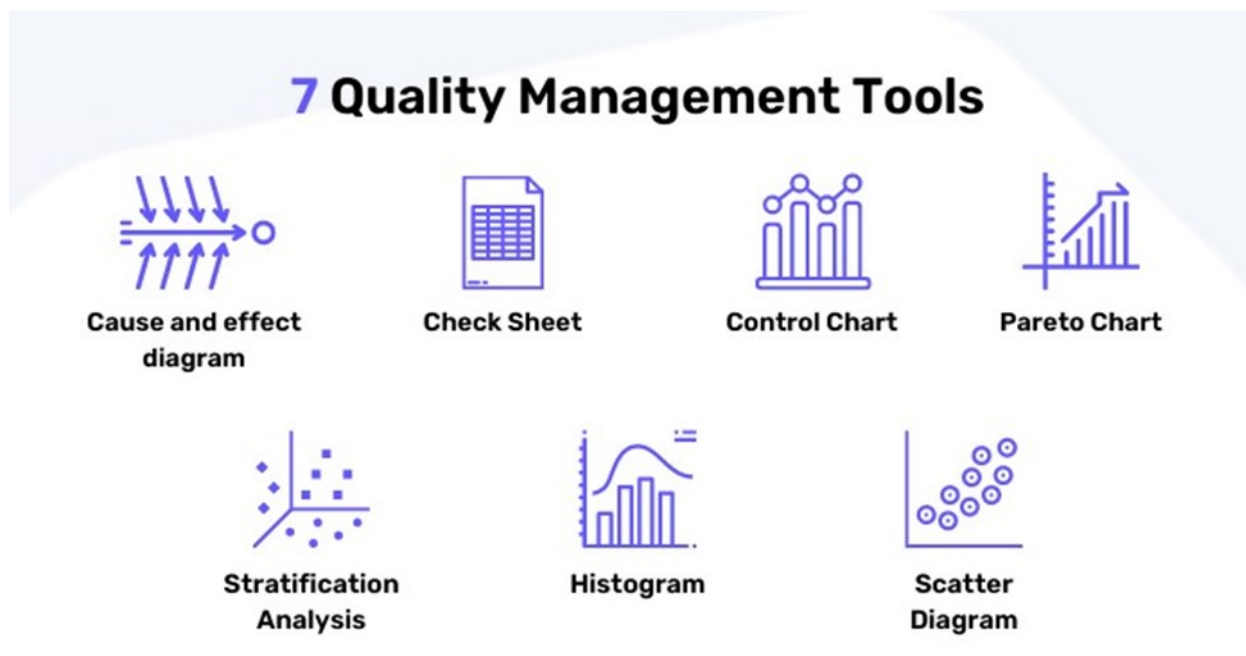 7 Quality Management Tools
Cause and effect
diagram
Check Sheet
Control Chart
Pareto Chart
Stratification
Analysis
Histogram
Scatter
Diagram